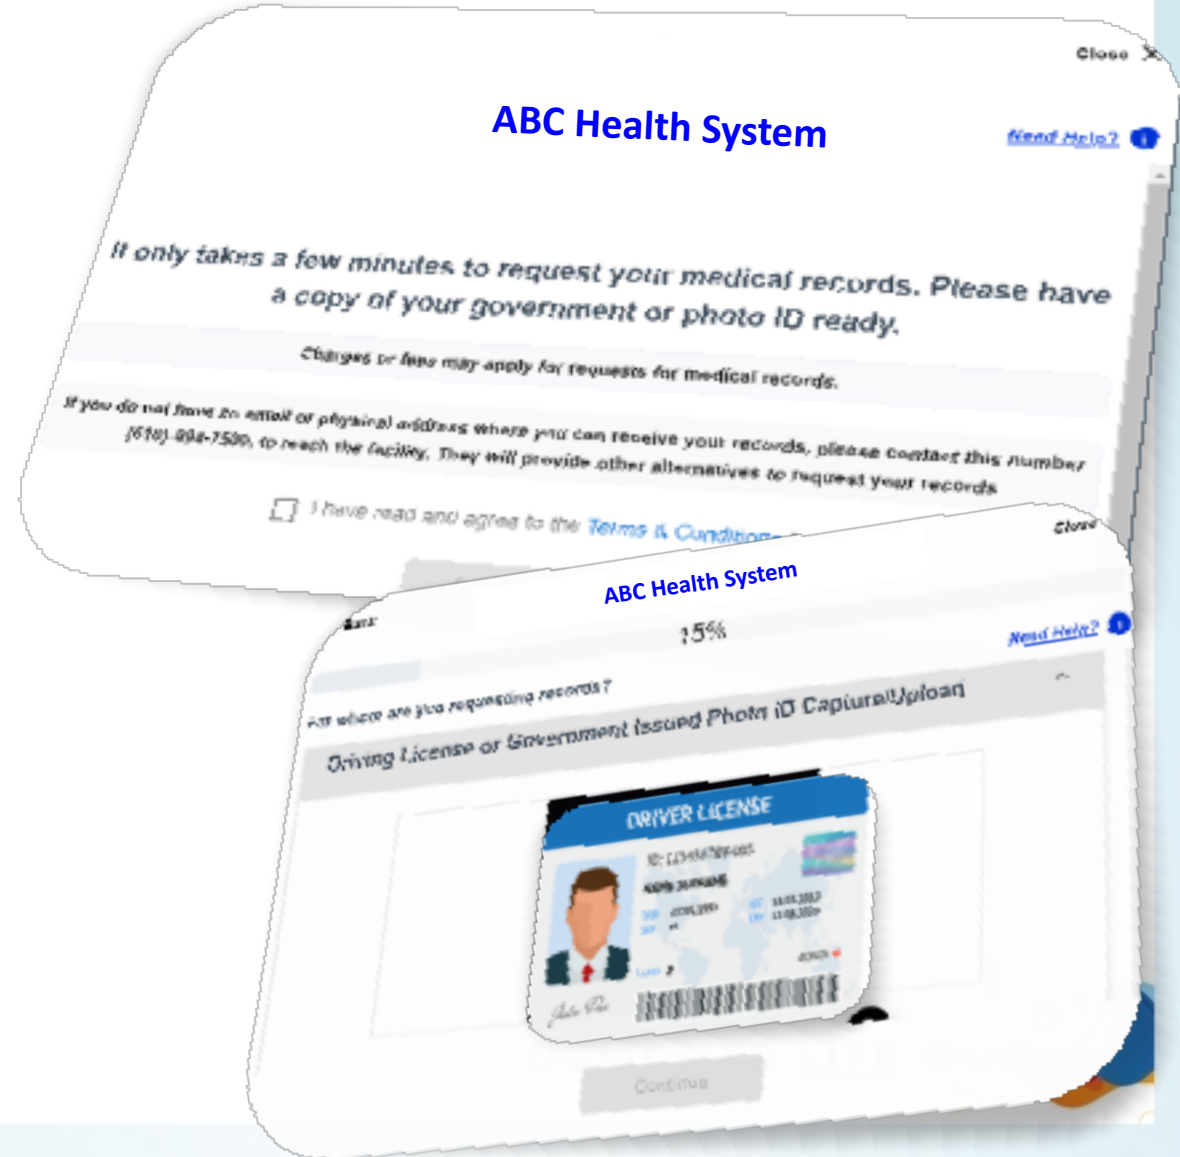 Close
ABC Health System
Need Help?
It only takes a few minutes to request your medical records. Please have
a copy of your government or photo ID ready.
Charges or fees may apply for requests for medical records.
If you do not have an email or physical address where you can receive your records, please contact this number
to reach the facility. They will provide other alternatives to request your records
I have read and agree to the Terms & Conditions
Close
Back
ABC Health System
15%
Need Help?
For whom are you requesting records?
Driving License or Government Issued Photo ID Capture/Upload
DRIVER LICENSE
Continue